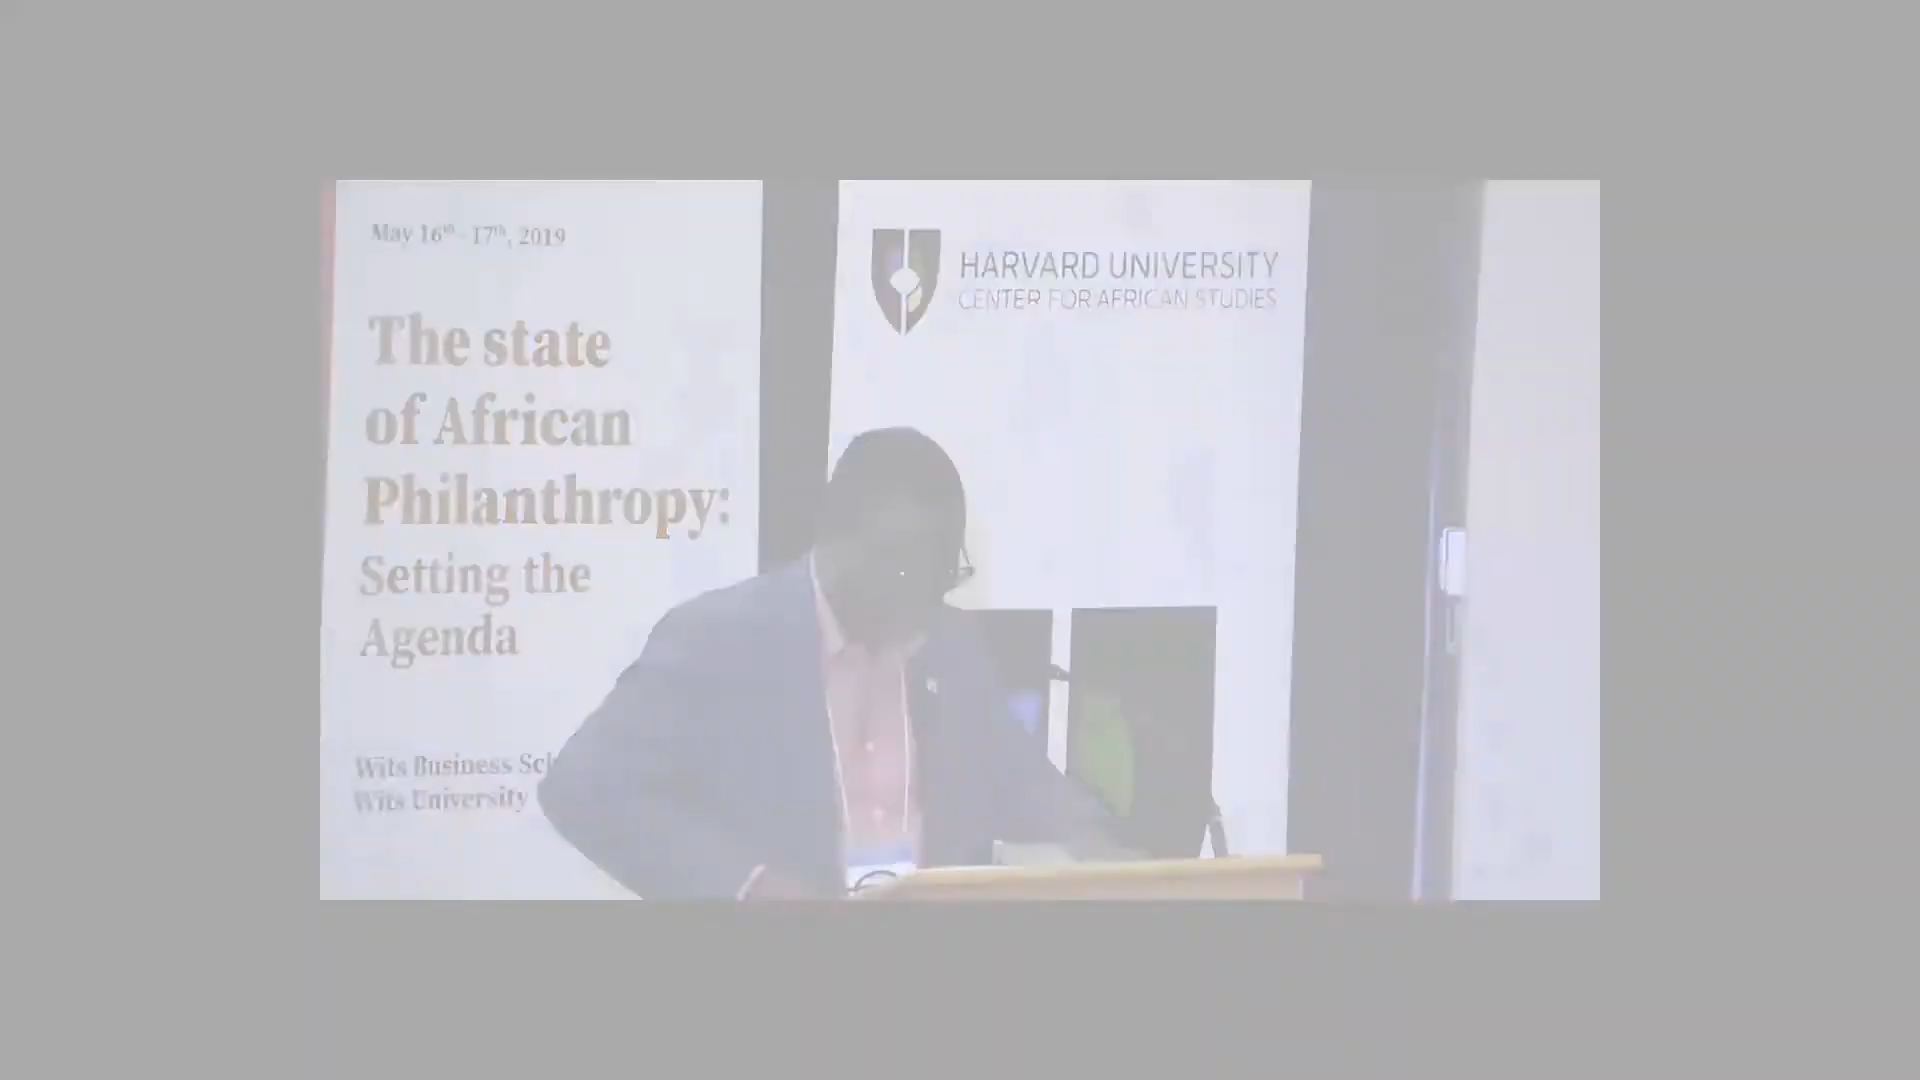 May 16th - 17th, 2019
The state
of African
Philanthropy:
Setting the
Agenda
Wits Business
Wits University
HARVARD UNIVERSITY
CENTER FOR AFRICAN STUDIES